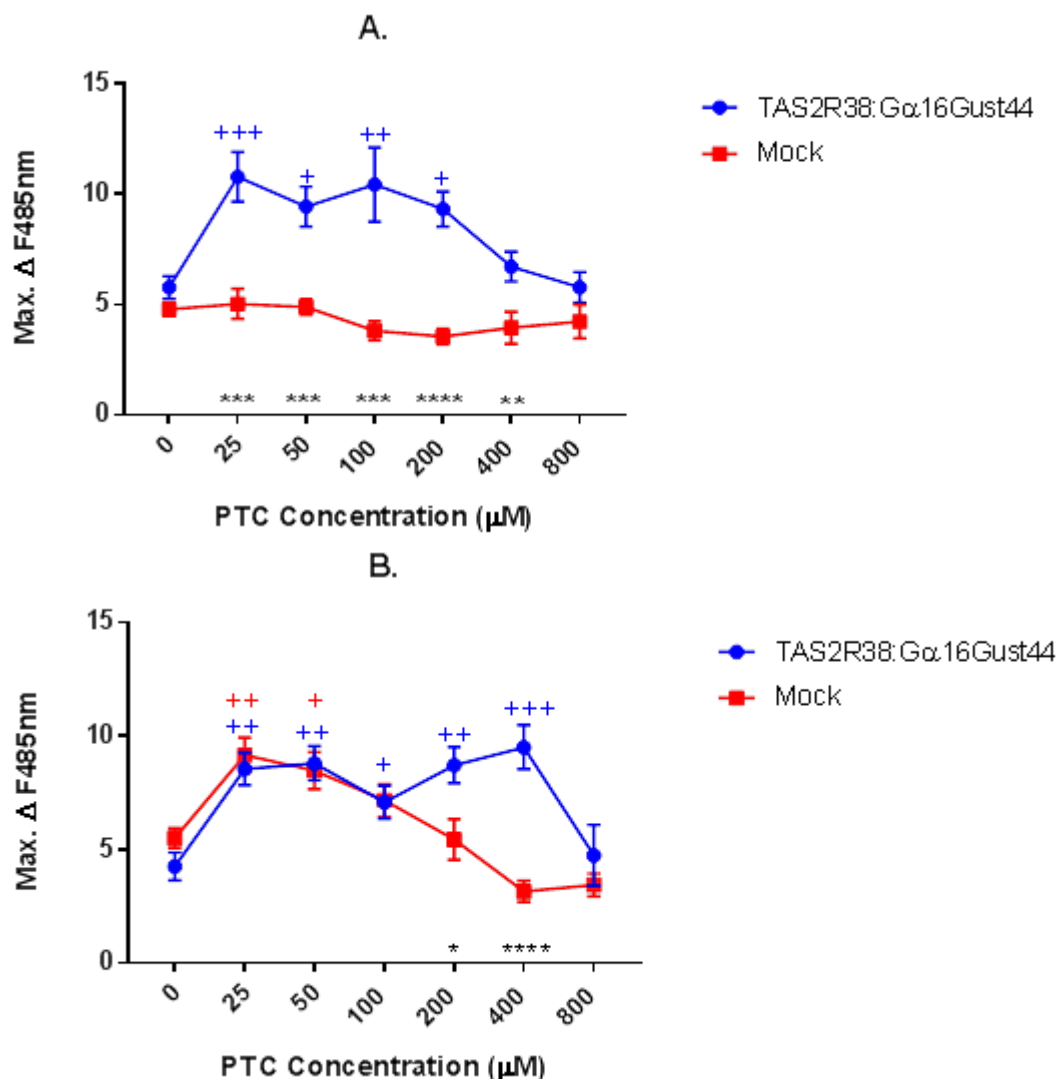 A.
15
10
5
0
Max. Δ F485nm
+++
+
++
+
*** *** *** **** **
0 25 50 100 200 400 800
PTC Concentration (μM)
TAS2R38:Gα16Gust44
Mock
B.
15
10
5
0
Max. Δ F485nm
++ +
++ ++ + ++ +++
* ****
0 25 50 100 200 400 800
PTC Concentration (μM)
TAS2R38:Gα16Gust44
Mock